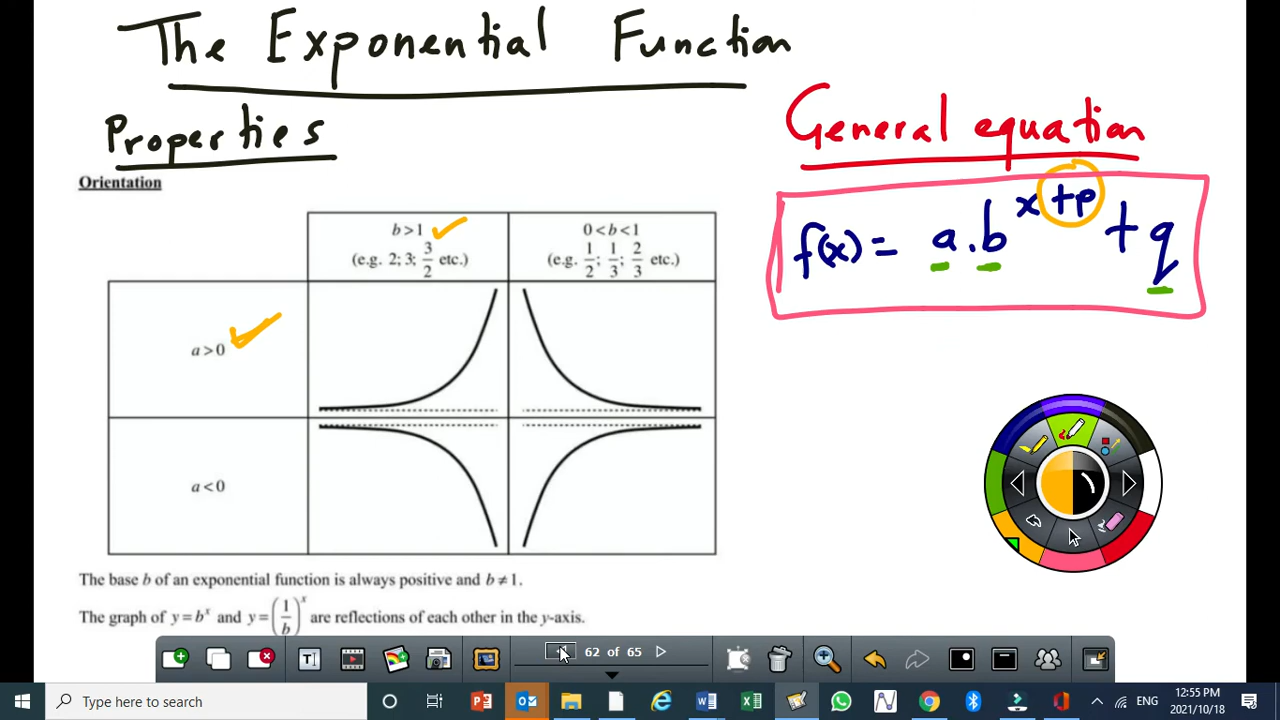 The Exponential Function
Properties
General equation
Orientation
f(x) = a.b^{x+p} + q
b>1
(e.g. 2; 3; 3/2 etc.)
0<b<1
(e.g. 1/2; 1/3; 2/3 etc.)
a>0
a<0
The base b of an exponential function is always positive and b≠1.
The graph of y=b^x and y=(1/b)^x are reflections of each other in the y-axis.
62 of 65
Type here to search
ENG
12:55 PM
2021/10/18